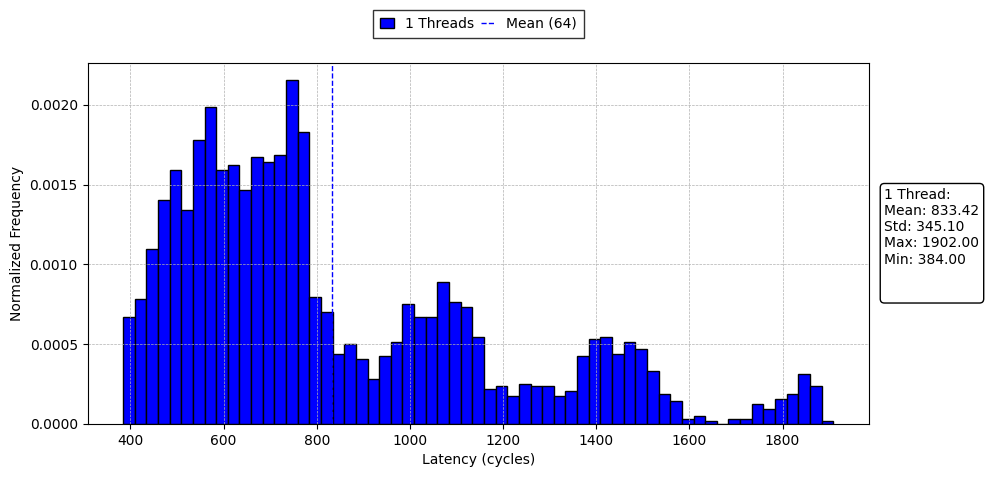 1 Threads Mean (64)
Normalized Frequency
0.0020
0.0015
0.0010
0.0005
0.0000
400 600 800 1000 1200 1400 1600 1800
Latency (cycles)
1 Thread:
Mean: 833.42
Std: 345.10
Max: 1902.00
Min: 384.00